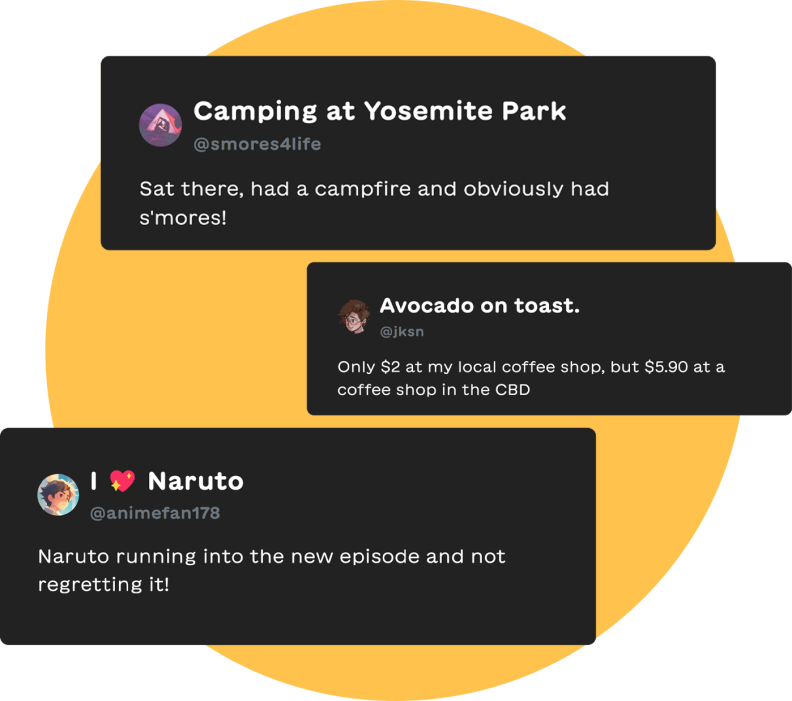 Camping at Yosemite Park
@smores4life
Sat there, had a campfire and obviously had
s'mores!
Avocado on toast.
@jksn
Only $2 at my local coffee shop, but $5.90 at a
coffee shop in the CBD
I 💖 Naruto
@animefan178
Naruto running into the new episode and not
regretting it!